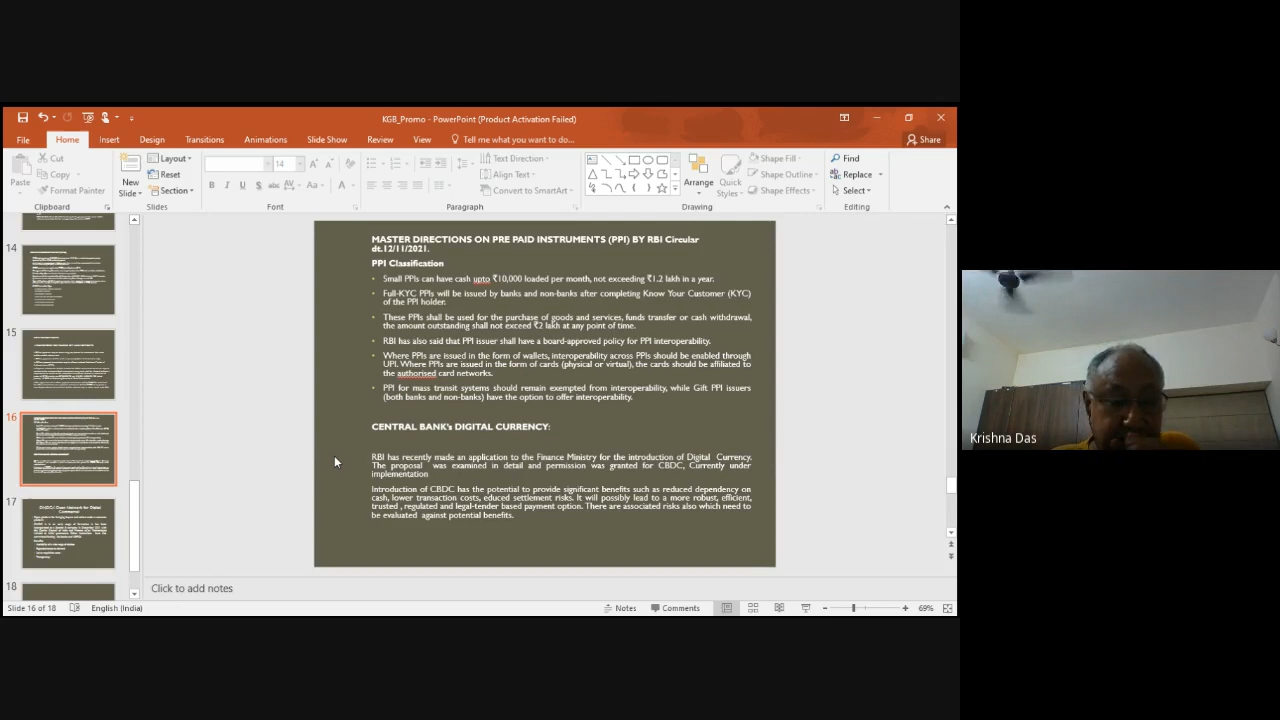 KGB_Promo - PowerPoint (Product Activation Failed)
File Home Insert Design Transitions Animations Slide Show Review View Tell me what you want to do... Share
Paste
Cut
Copy
Format Painter
Clipboard
New Slide
Layout
Reset
Section
Slides
14
B I U S abc AV Aa A
Font
Text Direction
Align Text
Convert to SmartArt
Paragraph
Arrange
Quick Styles
Shape Fill
Shape Outline
Shape Effects
Drawing
Find
Replace
Select
Editing
14
15
16
17
18
MASTER DIRECTIONS ON PRE PAID INSTRUMENTS (PPI) BY RBI Circular
dt.12/11/2021.
PPI Classification
• Small PPIs can have cash upto ₹10,000 loaded per month, not exceeding ₹1.2 lakh in a year.
• Full-KYC PPIs will be issued by banks and non-banks after completing Know Your Customer (KYC)
of the PPI holder.
• These PPIs shall be used for the purchase of goods and services, funds transfer or cash withdrawal,
the amount outstanding shall not exceed ₹2 lakh at any point of time.
• RBI has also said that PPI issuer shall have a board-approved policy for PPI interoperability.
• Where PPIs are issued in the form of wallets, interoperability across PPIs should be enabled through
UPI. Where PPIs are issued in the form of cards (physical or virtual), the cards should be affiliated to
the authorised card networks.
• PPI for mass transit systems should remain exempted from interoperability, while Gift PPI issuers
(both banks and non-banks) have the option to offer interoperability.
CENTRAL BANK's DIGITAL CURRENCY:
RBI has recently made an application to the Finance Ministry for the introduction of Digital Currency.
The proposal was examined in detail and permission was granted for CBDC, Currently under
implementation
Introduction of CBDC has the potential to provide significant benefits such as reduced dependency on
cash, lower transaction costs, educed settlement risks. It will possibly lead to a more robust, efficient,
trusted , regulated and legal-tender based payment option. There are associated risks also which need to
be evaluated against potential benefits.
Click to add notes
Slide 16 of 18 English (India) Notes Comments 69%
Krishna Das